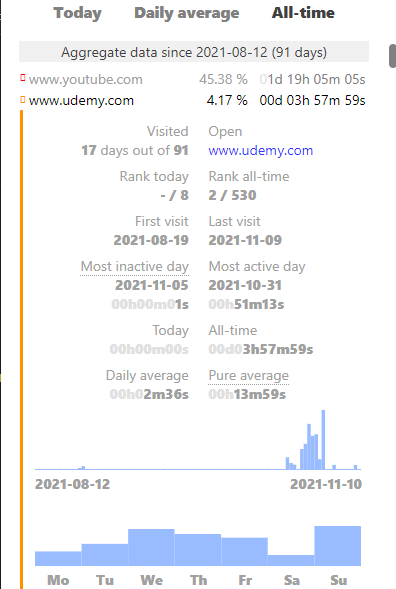 Today Daily average All-time
Aggregate data since 2021-08-12 (91 days)
www.youtube.com 45.38 % 01d 19h 05m 05s
www.udemy.com 4.17 % 00d 03h 57m 59s
Visited Open
17 days out of 91 www.udemy.com
Rank today Rank all-time
- / 8 2 / 530
First visit Last visit
2021-08-19 2021-11-09
Most inactive day Most active day
2021-11-05 2021-10-31
00h00m01s 00h51m13s
Today All-time
00h00m00s 00d03h57m59s
Daily average Pure average
00h02m36s 00h13m59s
2021-08-12 2021-11-10
Mo Tu We Th Fr Sa Su